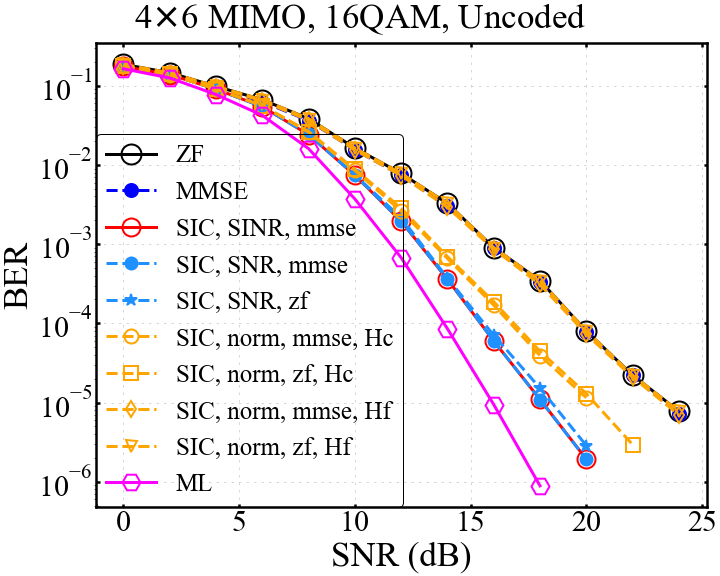 4×6 MIMO, 16QAM, Uncoded
BER
10⁻¹
10⁻²
10⁻³
10⁻⁴
10⁻⁵
10⁻⁶
ZF
MMSE
SIC, SINR, mmse
SIC, SNR, mmse
SIC, SNR, zf
SIC, norm, mmse, Hc
SIC, norm, zf, Hc
SIC, norm, mmse, Hf
SIC, norm, zf, Hf
ML
0 5 10 15 20 25
SNR (dB)